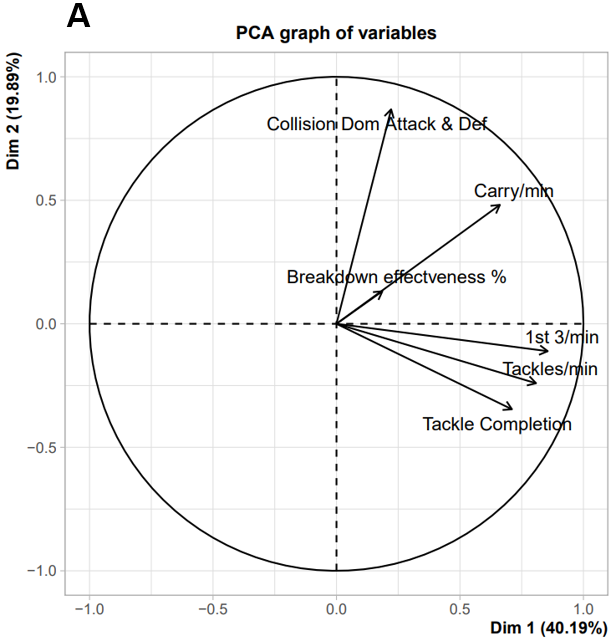 A
PCA graph of variables
Dim 2 (19.89%)
1.0
0.5
0.0
−0.5
−1.0
Collision Dom Attack & Def
Carry/min
Breakdown effectveness %
1st 3/min
Tackles/min
Tackle Completion
−1.0
−0.5
0.0
0.5
1.0
Dim 1 (40.19%)